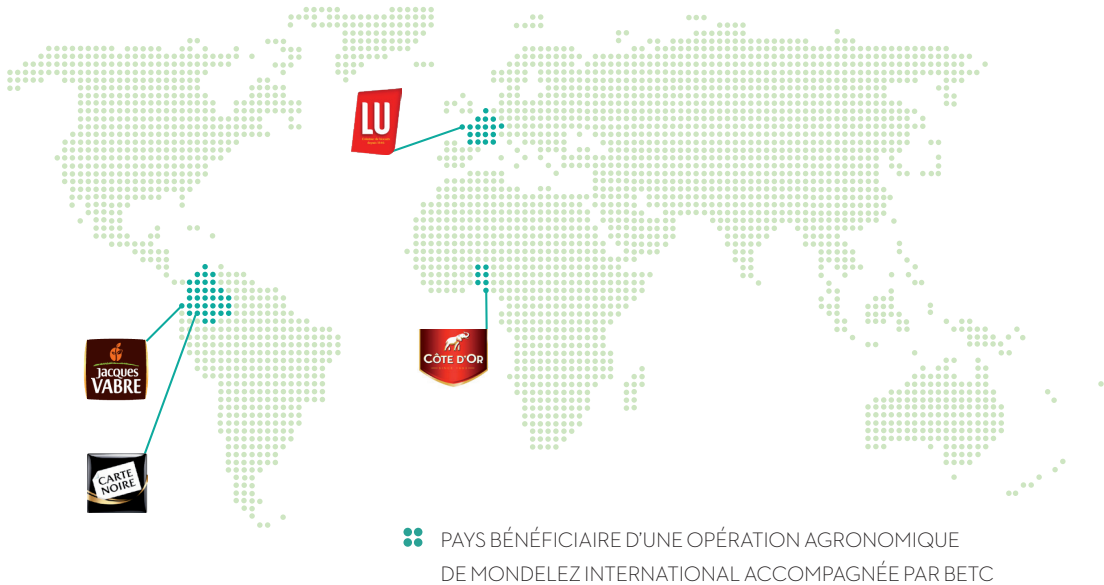 LU
CÔTE D'OR
Jacques
VABRE
CARTE
NOIRE
PAYS BÉNÉFICIAIRE D'UNE OPÉRATION AGRONOMIQUE
DE MONDELEZ INTERNATIONAL ACCOMPAGNÉE PAR BETC